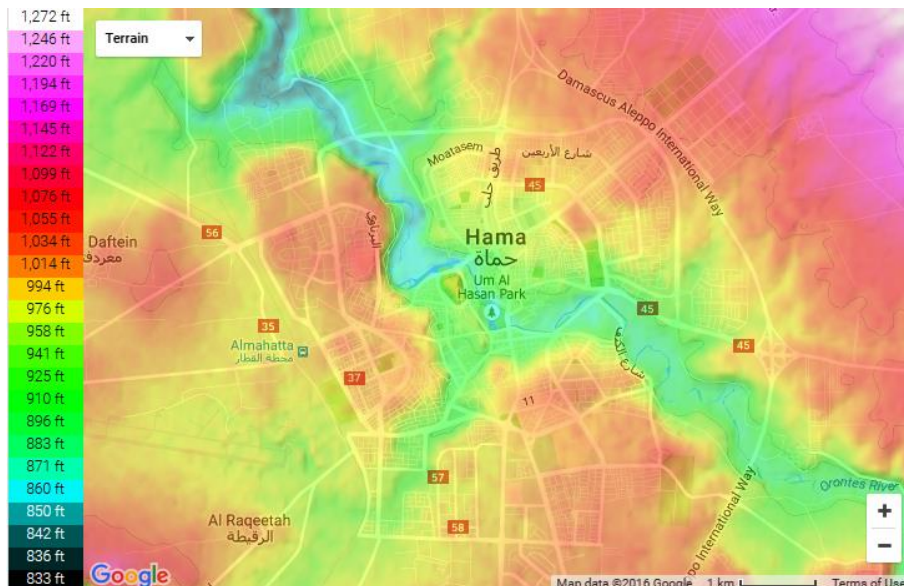 1,272 ft
1,246 ft
1,220 ft
1,194 ft
1,169 ft
1,145 ft
1,122 ft
1,099 ft
1,076 ft
1,055 ft
1,034 ft
1,014 ft
994 ft
976 ft
958 ft
941 ft
925 ft
910 ft
896 ft
883 ft
871 ft
860 ft
850 ft
842 ft
836 ft
833 ft
Terrain
Damascus Aleppo International Way
Moatasem
طريق حلب
شارع الأربعين
45
البرناوي
56
Daftein
معردف
Hama
حماة
Um Al
Hasan Park
45
35
Almahatta
محطة القطار
45
37
11
57
Orontes River
58
Al Raqeetah
الرقيطة
ppo International Way
+
−
Google
Map data ©2016 Google
1 km
Terms of Use